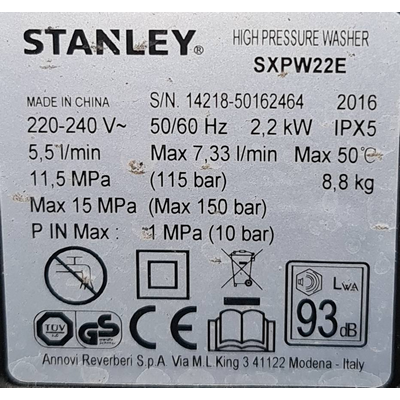 STANLEY® HIGH PRESSURE WASHER
SXPW22E
MADE IN CHINA S/N. 14218-50162464 2016
220-240 V~ 50/60 Hz 2,2 kW IPX5
5,5 l/min Max 7,33 l/min Max 50°C
11,5 MPa (115 bar) 8,8 kg
Max 15 MPa (Max 150 bar)
P IN Max : 1 MPa (10 bar)
LWA
TÜV GS CE 93 dB
Annovi Reverberi S.p.A Via M.L King 3 41122 Modena - Italy